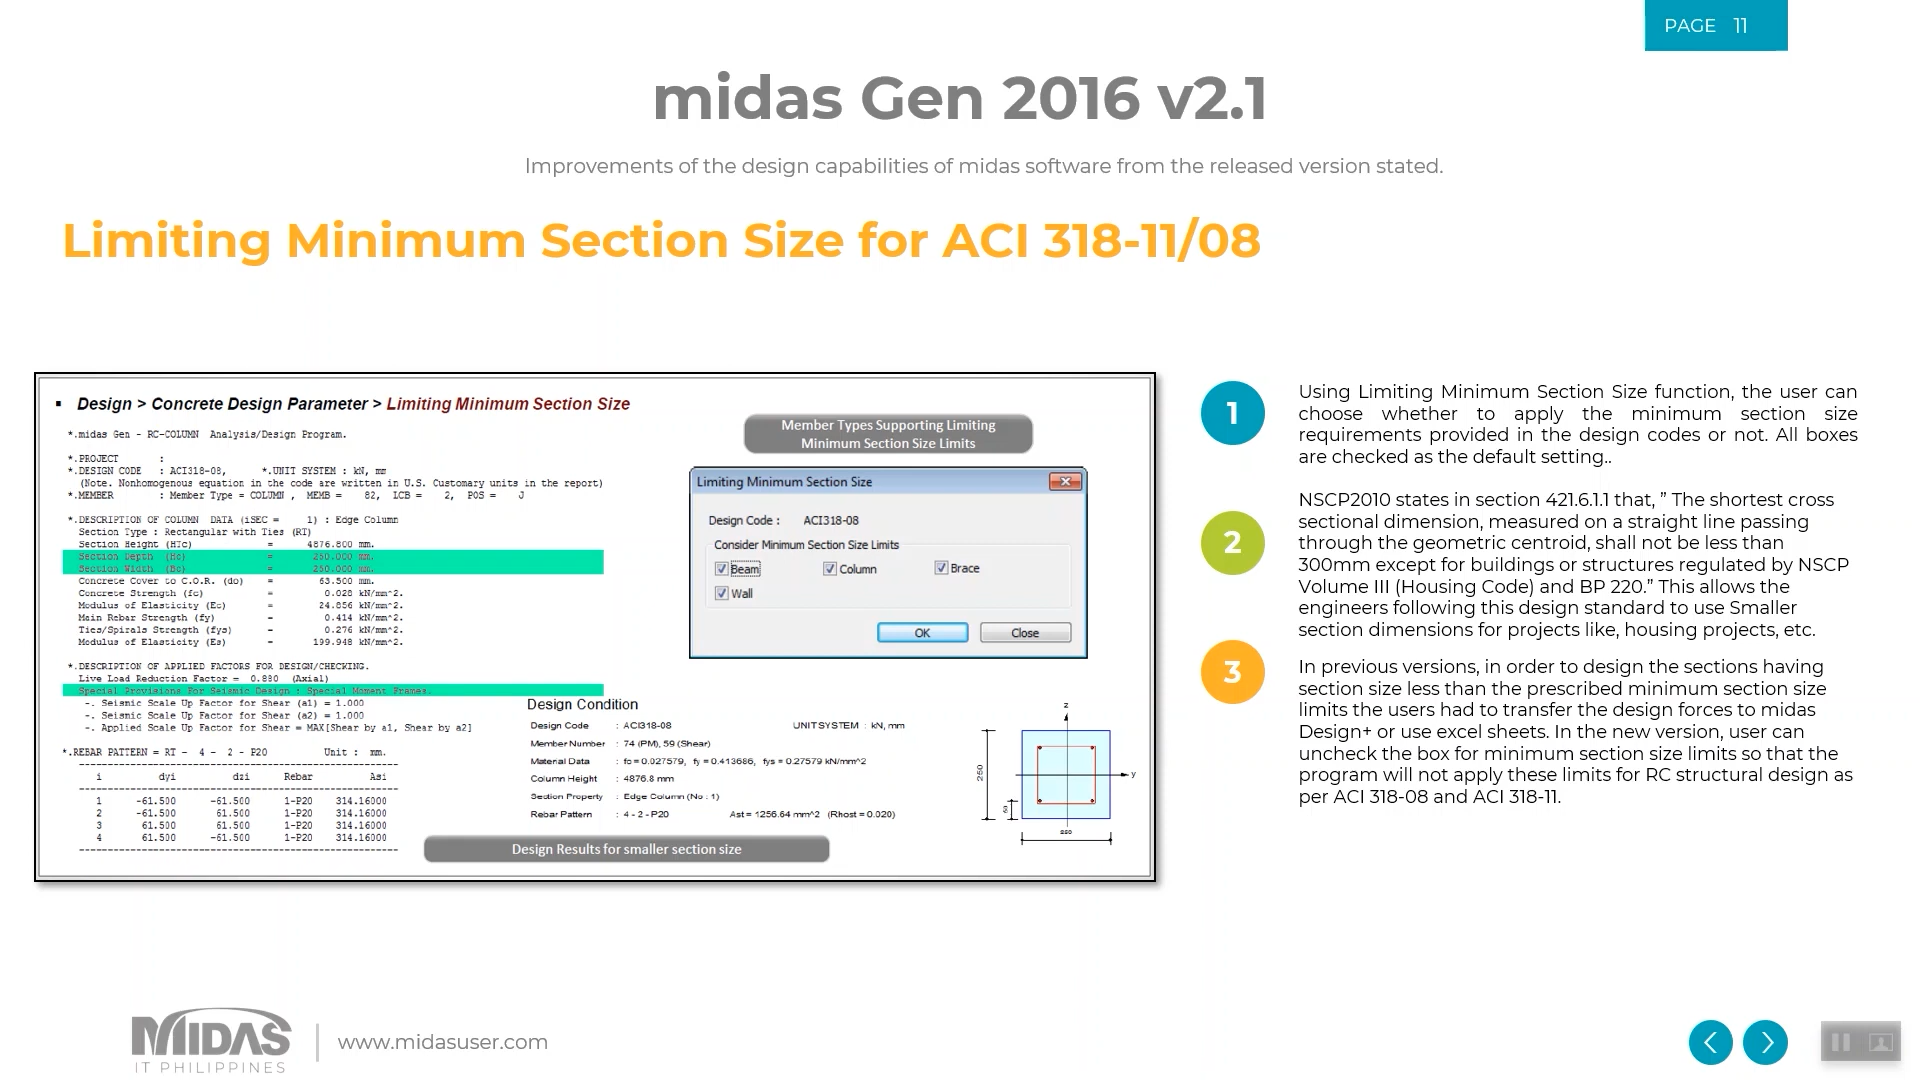 PAGE 11
midas Gen 2016 v2.1
Improvements of the design capabilities of midas software from the released version stated.
Limiting Minimum Section Size for ACI 318-11/08
▪ Design > Concrete Design Parameter > Limiting Minimum Section Size
*.midas Gen - RC-COLUMN Analysis/Design Program.
*.PROJECT :
*.DESIGN CODE : ACI318-08, *.UNIT SYSTEM : kN, mm
(Note. Nonhomogenous equation in the code are written in U.S. Customary units in the report)
*.MEMBER : Member Type = COLUMN , MEMB = 82, LCB = 2, POS = J
*.DESCRIPTION OF COLUMN DATA (iSEC = 1) : Edge Column
Section Type : Rectangular with Ties (RT)
Section Height (HTc) = 4876.800 mm.
Section Depth (Hc) = 250.000 mm.
Section Width (Bc) = 250.000 mm.
Concrete Cover to C.O.R. (do) = 63.500 mm.
Concrete Strength (fc) = 0.028 kN/mm^2.
Modulus of Elasticity (Ec) = 24.856 kN/mm^2.
Main Rebar Strength (fy) = 0.414 kN/mm^2.
Ties/Spirals Strength (fys) = 0.276 kN/mm^2.
Modulus of Elasticity (Es) = 199.948 kN/mm^2.
*.DESCRIPTION OF APPLIED FACTORS FOR DESIGN/CHECKING.
Live Load Reduction Factor = 0.880 (Axial)
Special Provisions For Seismic Design : Special Moment Frames.
-. Seismic Scale Up Factor for Shear (a1) = 1.000
-. Seismic Scale Up Factor for Shear (a2) = 1.000
-. Applied Scale Up Factor for Shear = MAX[Shear by a1, Shear by a2]
*.REBAR PATTERN = RT - 4 - 2 - P20 Unit : mm.
i dyi dzi Rebar Asi
1 -61.500 -61.500 1-P20 314.16000
2 -61.500 61.500 1-P20 314.16000
3 61.500 61.500 1-P20 314.16000
4 61.500 -61.500 1-P20 314.16000
Member Types Supporting Limiting
Minimum Section Size Limits
Limiting Minimum Section Size
Design Code : ACI318-08
Consider Minimum Section Size Limits
Beam Column Brace
Wall
OK Close
Design Condition
Design Code : ACI318-08 UNIT SYSTEM : kN, mm
Member Number : 74 (PM), 59 (Shear)
Material Data : fc = 0.027579, fy = 0.413686, fys = 0.27579 kN/mm^2
Column Height : 4876.8 mm
Section Property : Edge Column (No : 1)
Rebar Pattern : 4 - 2 - P20 Ast = 1256.64 mm^2 (Rhost = 0.020)
z
y
250
250
Design Results for smaller section size
1
Using Limiting Minimum Section Size function, the user can
choose whether to apply the minimum section size
requirements provided in the design codes or not. All boxes
are checked as the default setting..
2
NSCP2010 states in section 421.6.1.1 that, ” The shortest cross
sectional dimension, measured on a straight line passing
through the geometric centroid, shall not be less than
300mm except for buildings or structures regulated by NSCP
Volume III (Housing Code) and BP 220.” This allows the
engineers following this design standard to use Smaller
section dimensions for projects like, housing projects, etc.
3
In previous versions, in order to design the sections having
section size less than the prescribed minimum section size
limits the users had to transfer the design forces to midas
Design+ or use excel sheets. In the new version, user can
uncheck the box for minimum section size limits so that the
program will not apply these limits for RC structural design as
per ACI 318-08 and ACI 318-11.
MIDAS
IT PHILIPPINES
www.midasuser.com